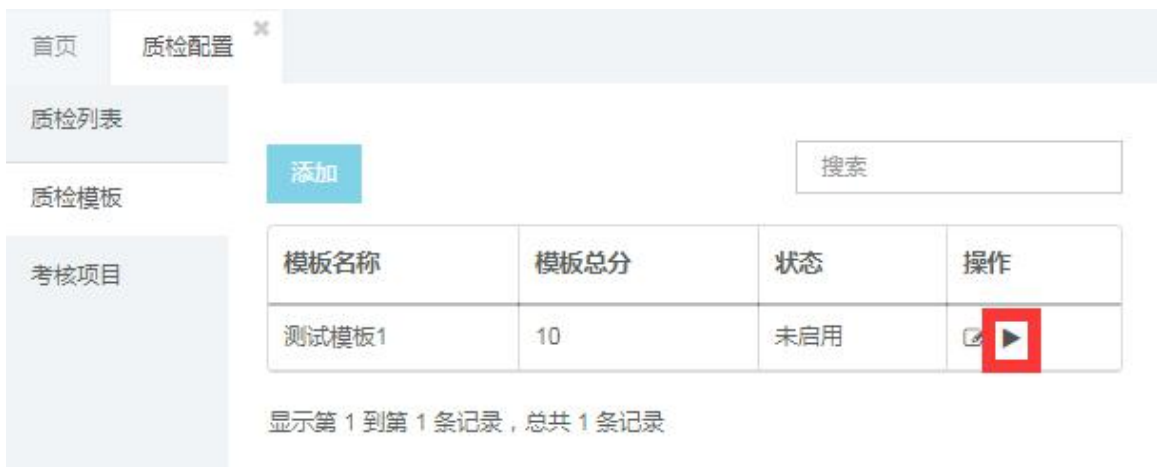 首页 质检配置
质检列表
添加 搜索
质检模板
模板名称 模板总分 状态 操作
考核项目
测试模板1 10 未启用
显示第 1 到第 1 条记录，总共 1 条记录